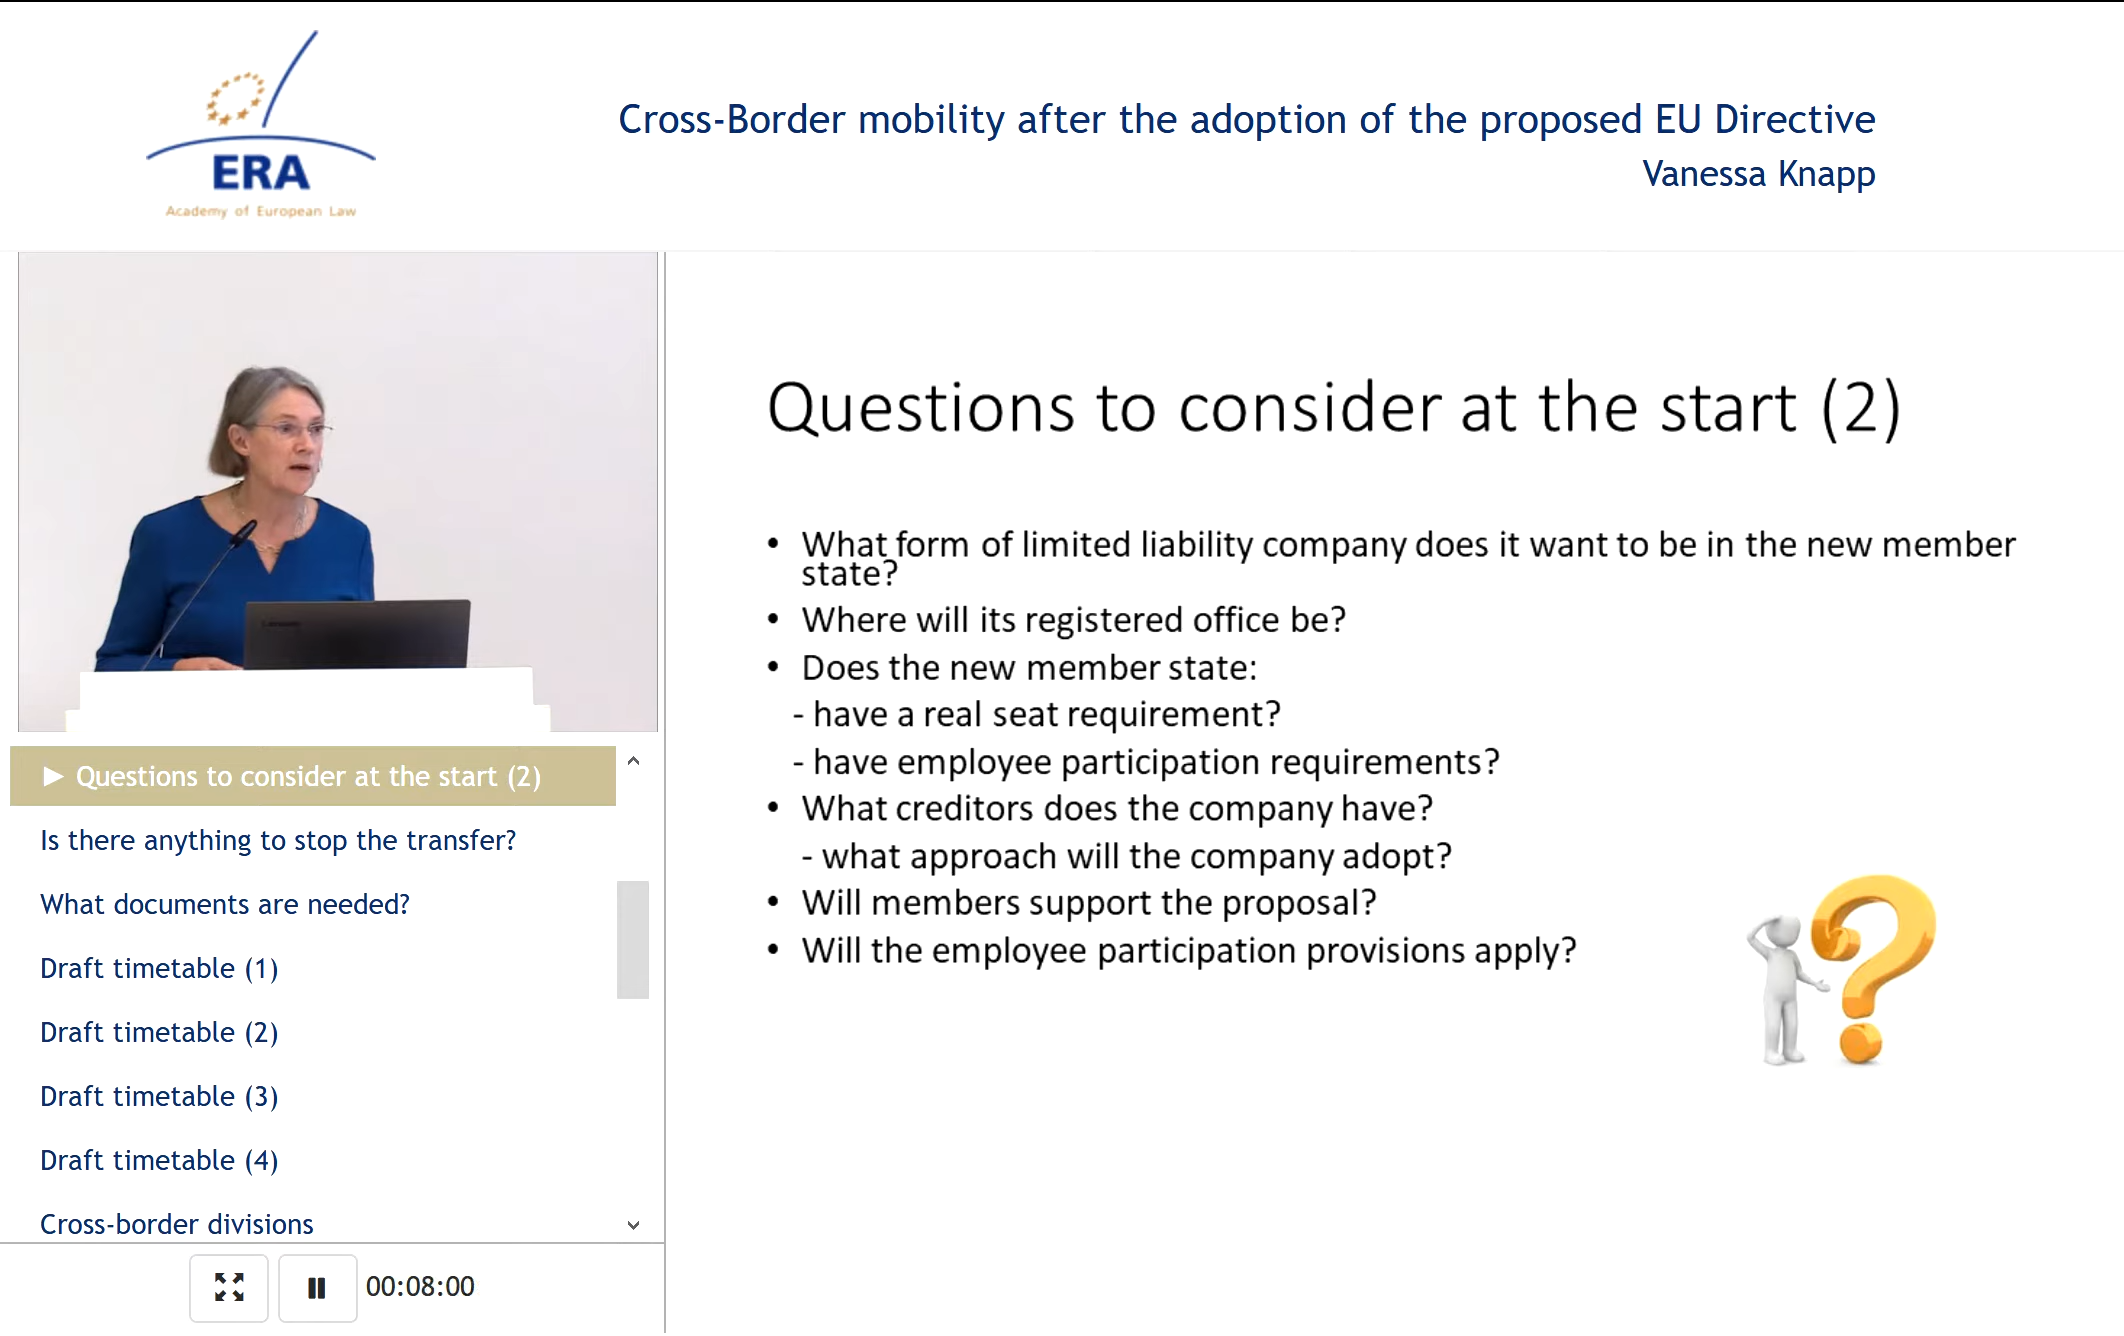 ERA
Academy of European Law
Cross-Border mobility after the adoption of the proposed EU Directive
Vanessa Knapp
▶ Questions to consider at the start (2)
Is there anything to stop the transfer?
What documents are needed?
Draft timetable (1)
Draft timetable (2)
Draft timetable (3)
Draft timetable (4)
Cross-border divisions
00:08:00
Questions to consider at the start (2)
• What form of limited liability company does it want to be in the new member
state?
• Where will its registered office be?
• Does the new member state:
- have a real seat requirement?
- have employee participation requirements?
• What creditors does the company have?
- what approach will the company adopt?
• Will members support the proposal?
• Will the employee participation provisions apply?